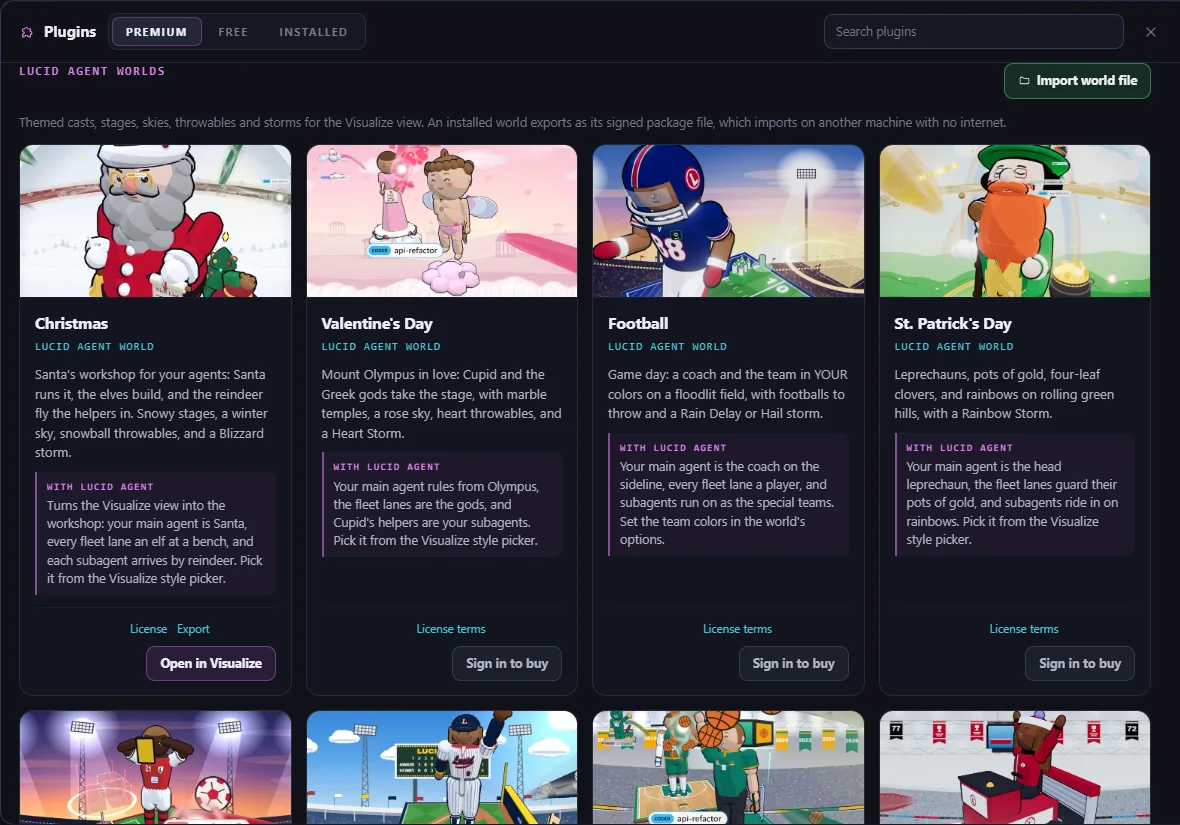 Plugins
PREMIUM
FREE
INSTALLED
Search plugins
LUCID AGENT WORLDS
Import world file
Themed casts, stages, skies, throwables and storms for the Visualize view. An installed world exports as its signed package file, which imports on another machine with no internet.
CODER api-refactor
88
10
Christmas
LUCID AGENT WORLD
Santa's workshop for your agents: Santa
runs it, the elves build, and the reindeer
fly the helpers in. Snowy stages, a winter
sky, snowball throwables, and a Blizzard
storm.
WITH LUCID AGENT
Turns the Visualize view into the
workshop: your main agent is Santa,
every fleet lane an elf at a bench, and
each subagent arrives by reindeer. Pick
it from the Visualize style picker.
License Export
Open in Visualize
Valentine's Day
LUCID AGENT WORLD
Mount Olympus in love: Cupid and the
Greek gods take the stage, with marble
temples, a rose sky, heart throwables, and
a Heart Storm.
WITH LUCID AGENT
Your main agent rules from Olympus,
the fleet lanes are the gods, and
Cupid's helpers are your subagents.
Pick it from the Visualize style picker.
License terms
Sign in to buy
Football
LUCID AGENT WORLD
Game day: a coach and the team in YOUR
colors on a floodlit field, with footballs to
throw and a Rain Delay or Hail storm.
WITH LUCID AGENT
Your main agent is the coach on the
sideline, every fleet lane a player, and
subagents run on as the special teams.
Set the team colors in the world's
options.
License terms
Sign in to buy
St. Patrick's Day
LUCID AGENT WORLD
Leprechauns, pots of gold, four-leaf
clovers, and rainbows on rolling green
hills, with a Rainbow Storm.
WITH LUCID AGENT
Your main agent is the head
leprechaun, the fleet lanes guard their
pots of gold, and subagents ride in on
rainbows. Pick it from the Visualize
style picker.
License terms
Sign in to buy
77
72
CODER api-refactor